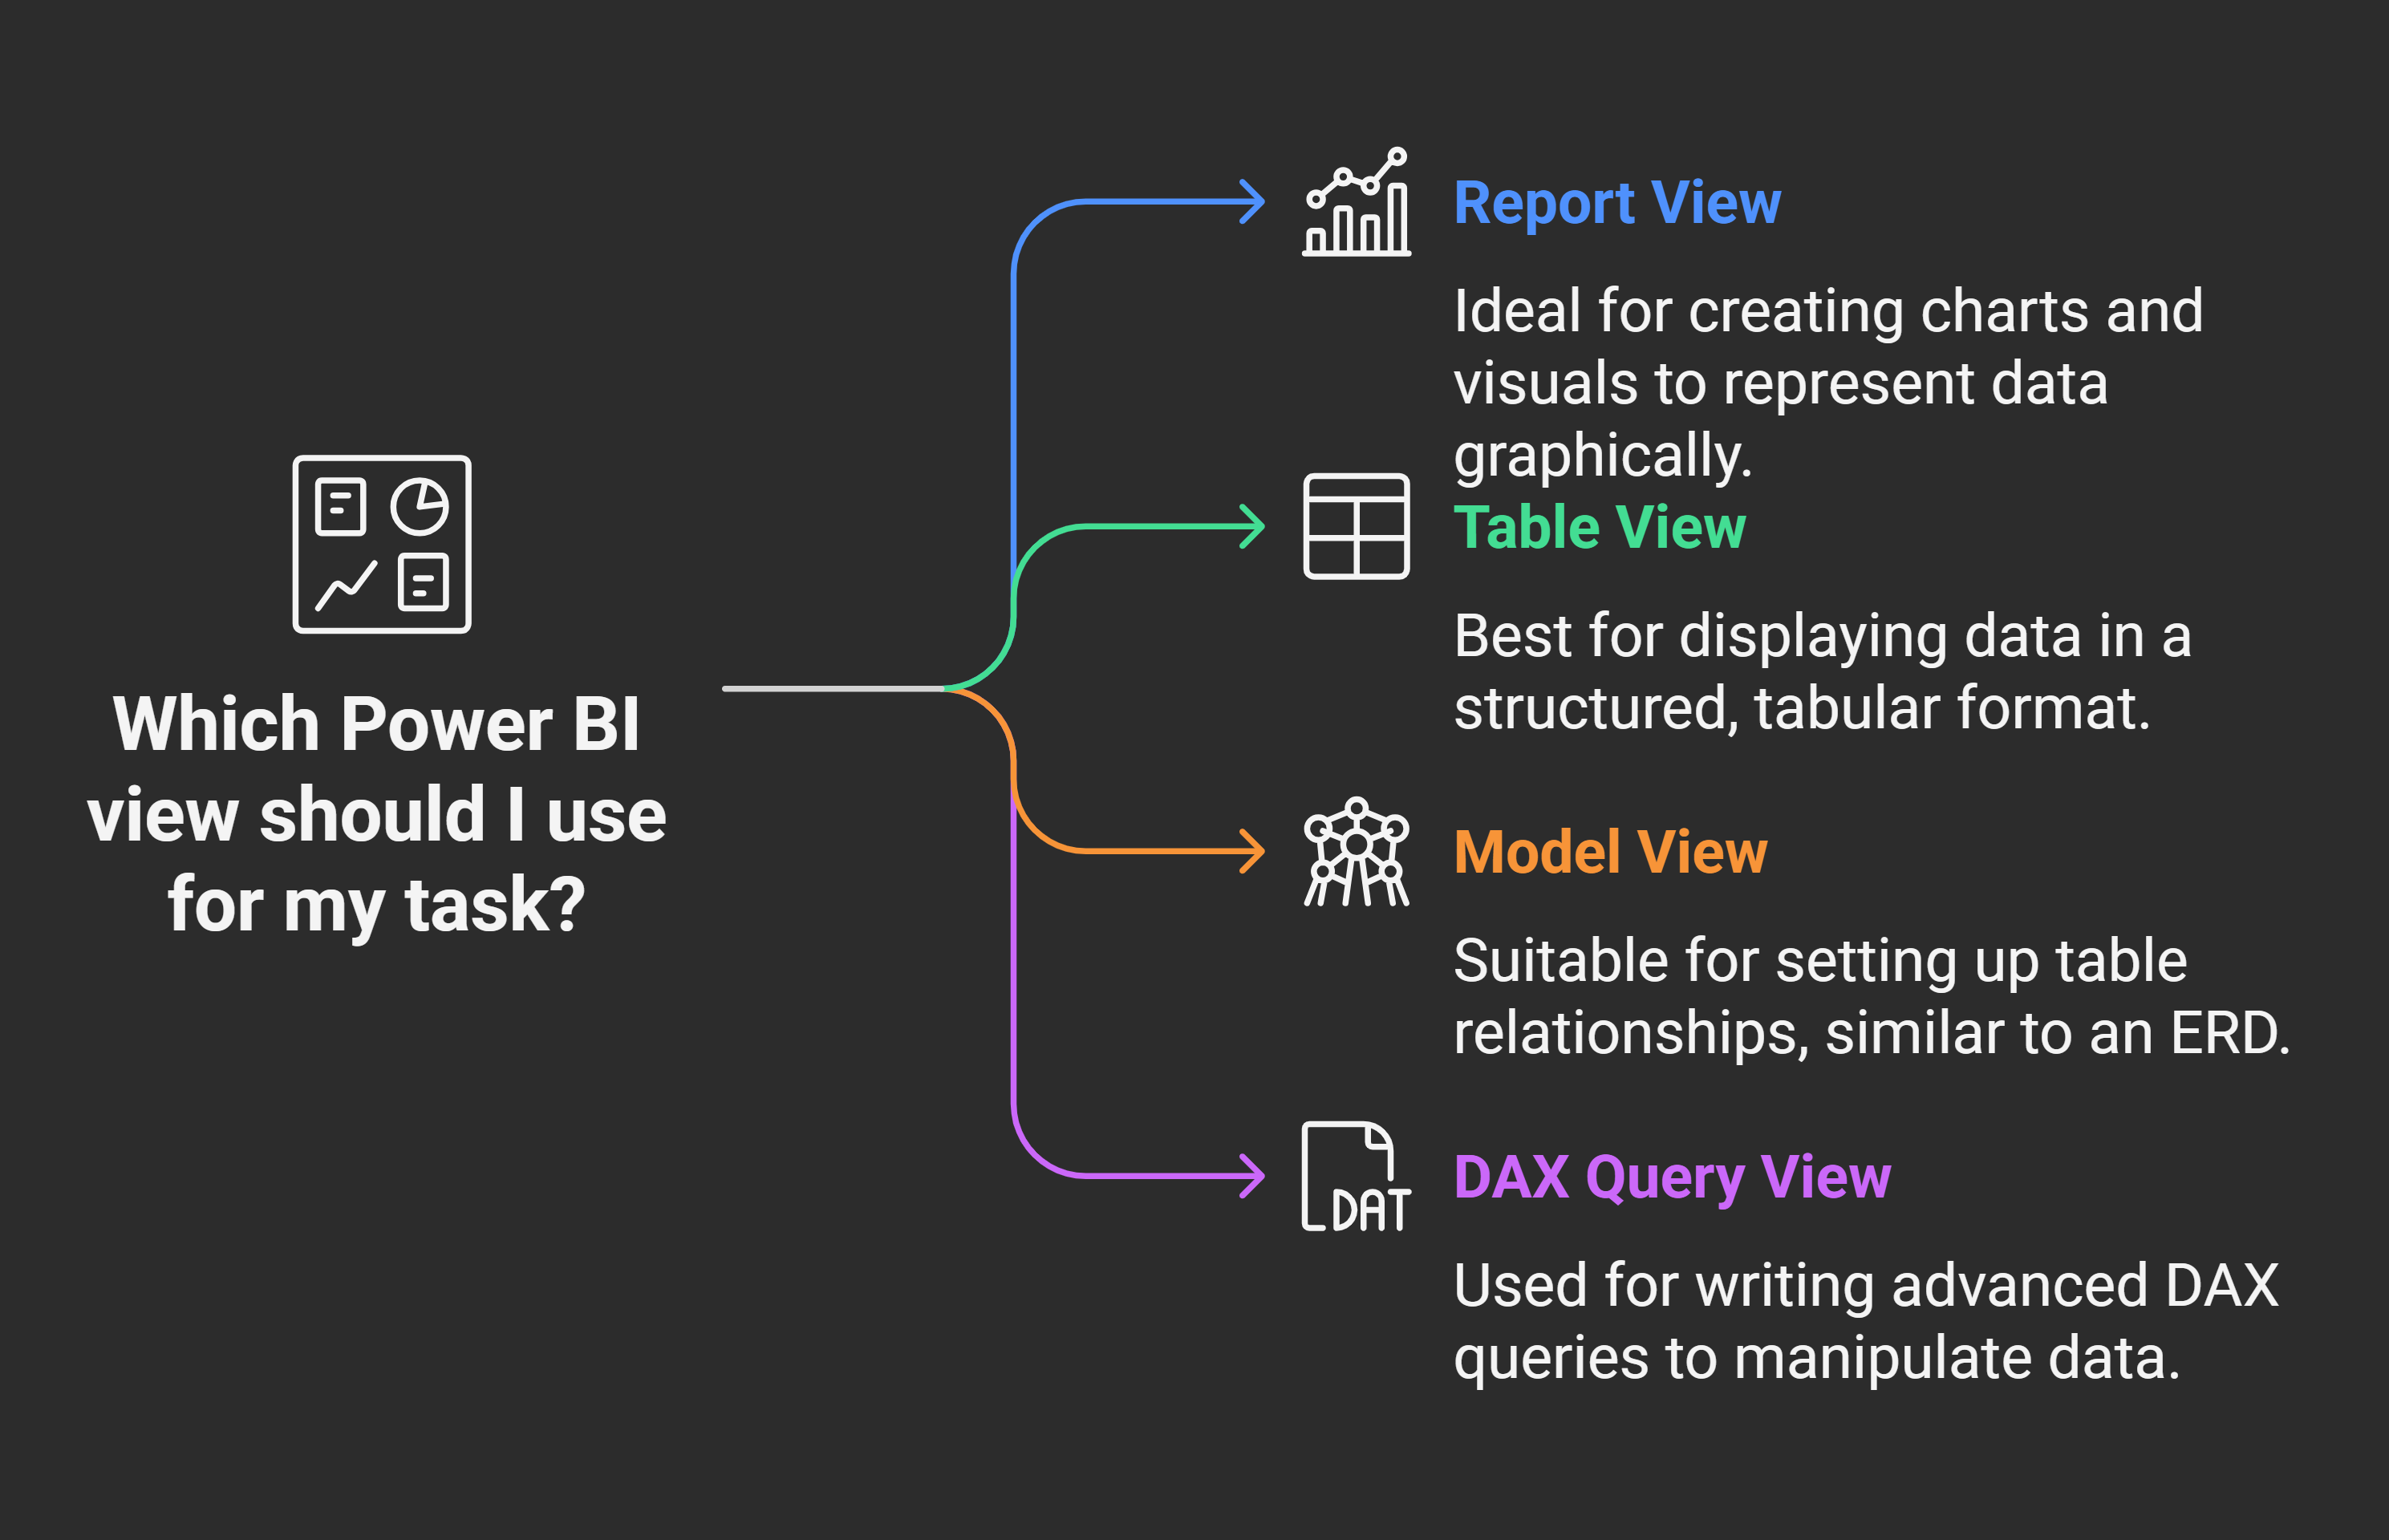 Which Power BI
view should I use
for my task?
Report View
Ideal for creating charts and
visuals to represent data
graphically.
Table View
Best for displaying data in a
structured, tabular format.
Model View
Suitable for setting up table
relationships, similar to an ERD.
DAT
DAX Query View
Used for writing advanced DAX
queries to manipulate data.